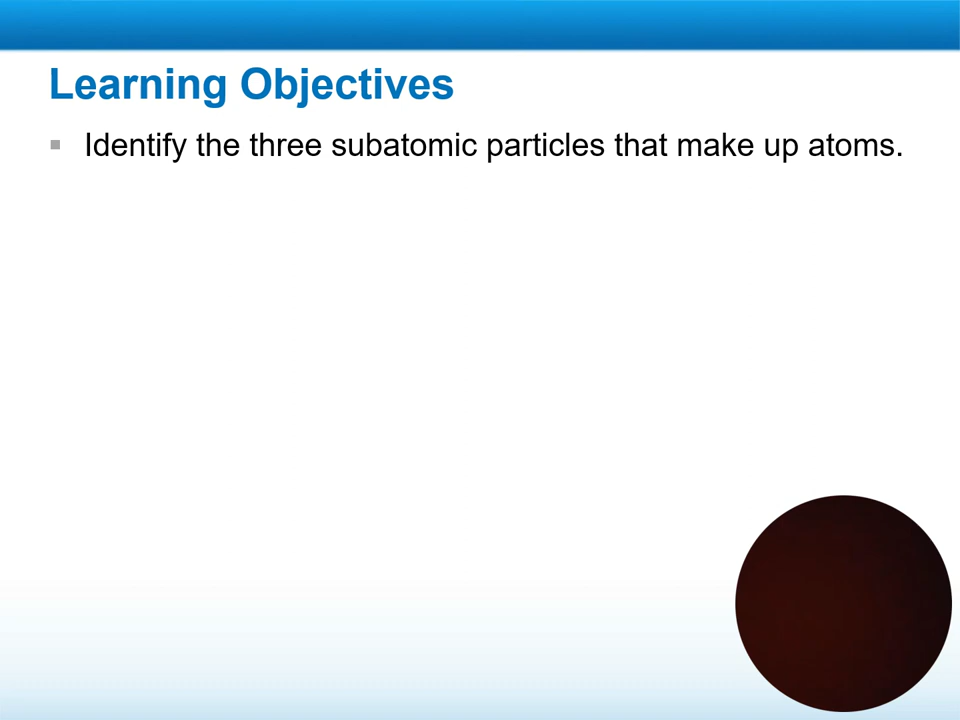 Learning Objectives
Identify the three subatomic particles that make up atoms.